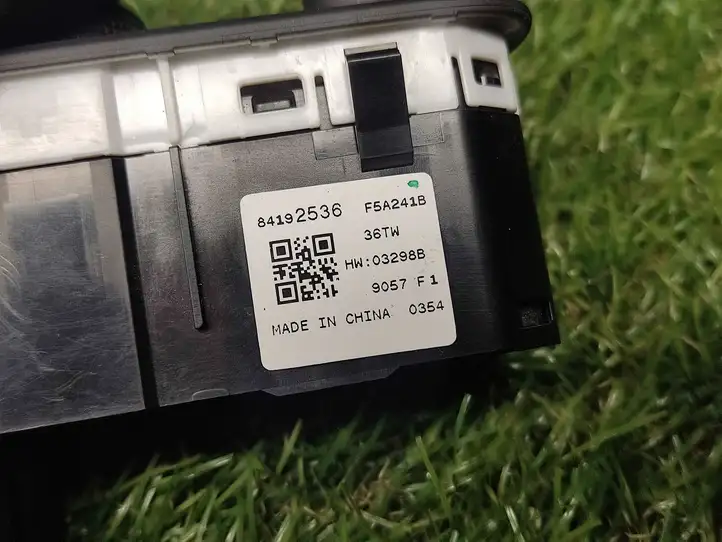 84192536 F5A241B
36TW
HW:03298B
9057 F1
MADE IN CHINA 0354